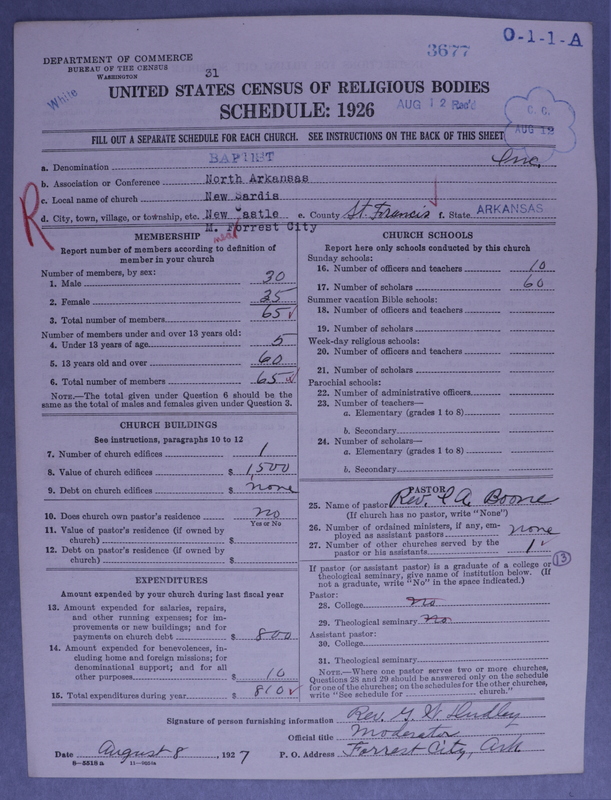 3677
O-1-1-A
DEPARTMENT OF COMMERCE
BUREAU OF THE CENSUS
WASHINGTON
31
White
UNITED STATES CENSUS OF RELIGIOUS BODIES
SCHEDULE: 1926
AUG 12 Rec'd
C. C.
AUG 12
FILL OUT A SEPARATE SCHEDULE FOR EACH CHURCH. SEE INSTRUCTIONS ON THE BACK OF THIS SHEET
a. Denomination BAPTIST Inc.
b. Association or Conference North Arkansas
c. Local name of church New Sardis
R
d. City, town, village, or township, etc. New Castle e. County St. Francis f. State ARKANSAS
M. Forrest City
MEMBERSHIP
Report number of members according to definition of
member in your church
Number of members, by sex:
1. Male 30
2. Female 35
3. Total number of members 65
Number of members under and over 13 years old:
4. Under 13 years of age 5
5. 13 years old and over 60
6. Total number of members 65
NOTE.—The total given under Question 6 should be the
same as the total of males and females given under Question 3.
CHURCH BUILDINGS
See instructions, paragraphs 10 to 12
7. Number of church edifices 1
8. Value of church edifices $ 1,500
9. Debt on church edifices $ none
10. Does church own pastor's residence no
Yes or No
11. Value of pastor's residence (if owned by
church) $
12. Debt on pastor's residence (if owned by
church) $
EXPENDITURES
Amount expended by your church during last fiscal year
13. Amount expended for salaries, repairs,
and other running expenses; for im-
provements or new buildings; and for
payments on church debt $ 800
14. Amount expended for benevolences, in-
cluding home and foreign missions; for
denominational support; and for all
other purposes $ 10
15. Total expenditures during year $ 810
CHURCH SCHOOLS
Report here only schools conducted by this church
Sunday schools:
16. Number of officers and teachers 10
17. Number of scholars 60
Summer vacation Bible schools:
18. Number of officers and teachers
19. Number of scholars
Week-day religious schools:
20. Number of officers and teachers
21. Number of scholars
Parochial schools:
22. Number of administrative officers
23. Number of teachers—
a. Elementary (grades 1 to 8)
b. Secondary
24. Number of scholars—
a. Elementary (grades 1 to 8)
b. Secondary
PASTOR
25. Name of pastor Rev. C A. Boone
(If church has no pastor, write "None")
26. Number of ordained ministers, if any, em-
ployed as assistant pastors none
27. Number of other churches served by the
pastor or his assistants 1
13
If pastor (or assistant pastor) is a graduate of a college or
theological seminary, give name of institution below. (If
not a graduate, write "No" in the space indicated.)
Pastor:
28. College No
29. Theological seminary No
Assistant pastor:
30. College
31. Theological seminary
NOTE.—Where one pastor serves two or more churches,
Questions 28 and 29 should be answered only on the schedule
for one of the churches; on the schedules for the other churches,
write "See schedule for church."
Signature of person furnishing information Rev. G. W. Dudley
Official title Moderator
Date August 8, 1927 P. O. Address Forrest City, Ark
8—5518 a